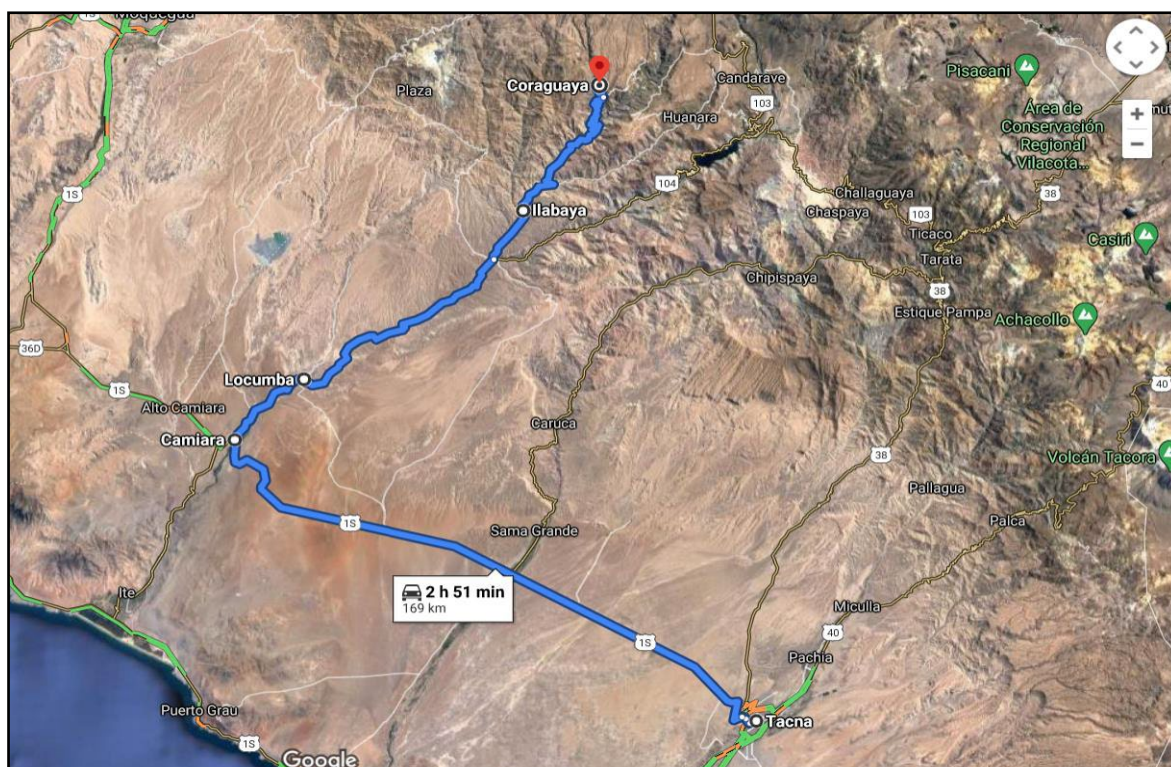 Moquegua
1S
Plaza
Coraguaya
Candarave
103
Pisacani
Huanara
Área de
Conservación
Regional
Vilacota...
+
−
104
38
1S
Challaguaya
Chaspaya
103
Ilabaya
Ticaco
Casiri
Tarata
Chipispaya
38
Estique Pampa
Achacollo
36D
Locumba
40
1S
Alto Camiara
Caruca
Camiara
38
Volcán Tacora
Pallagua
1S
Sama Grande
Palca
2 h 51 min
169 km
Ite
Miculla
1S
40
Pachia
Puerto Grau
Tacna
1S
Google